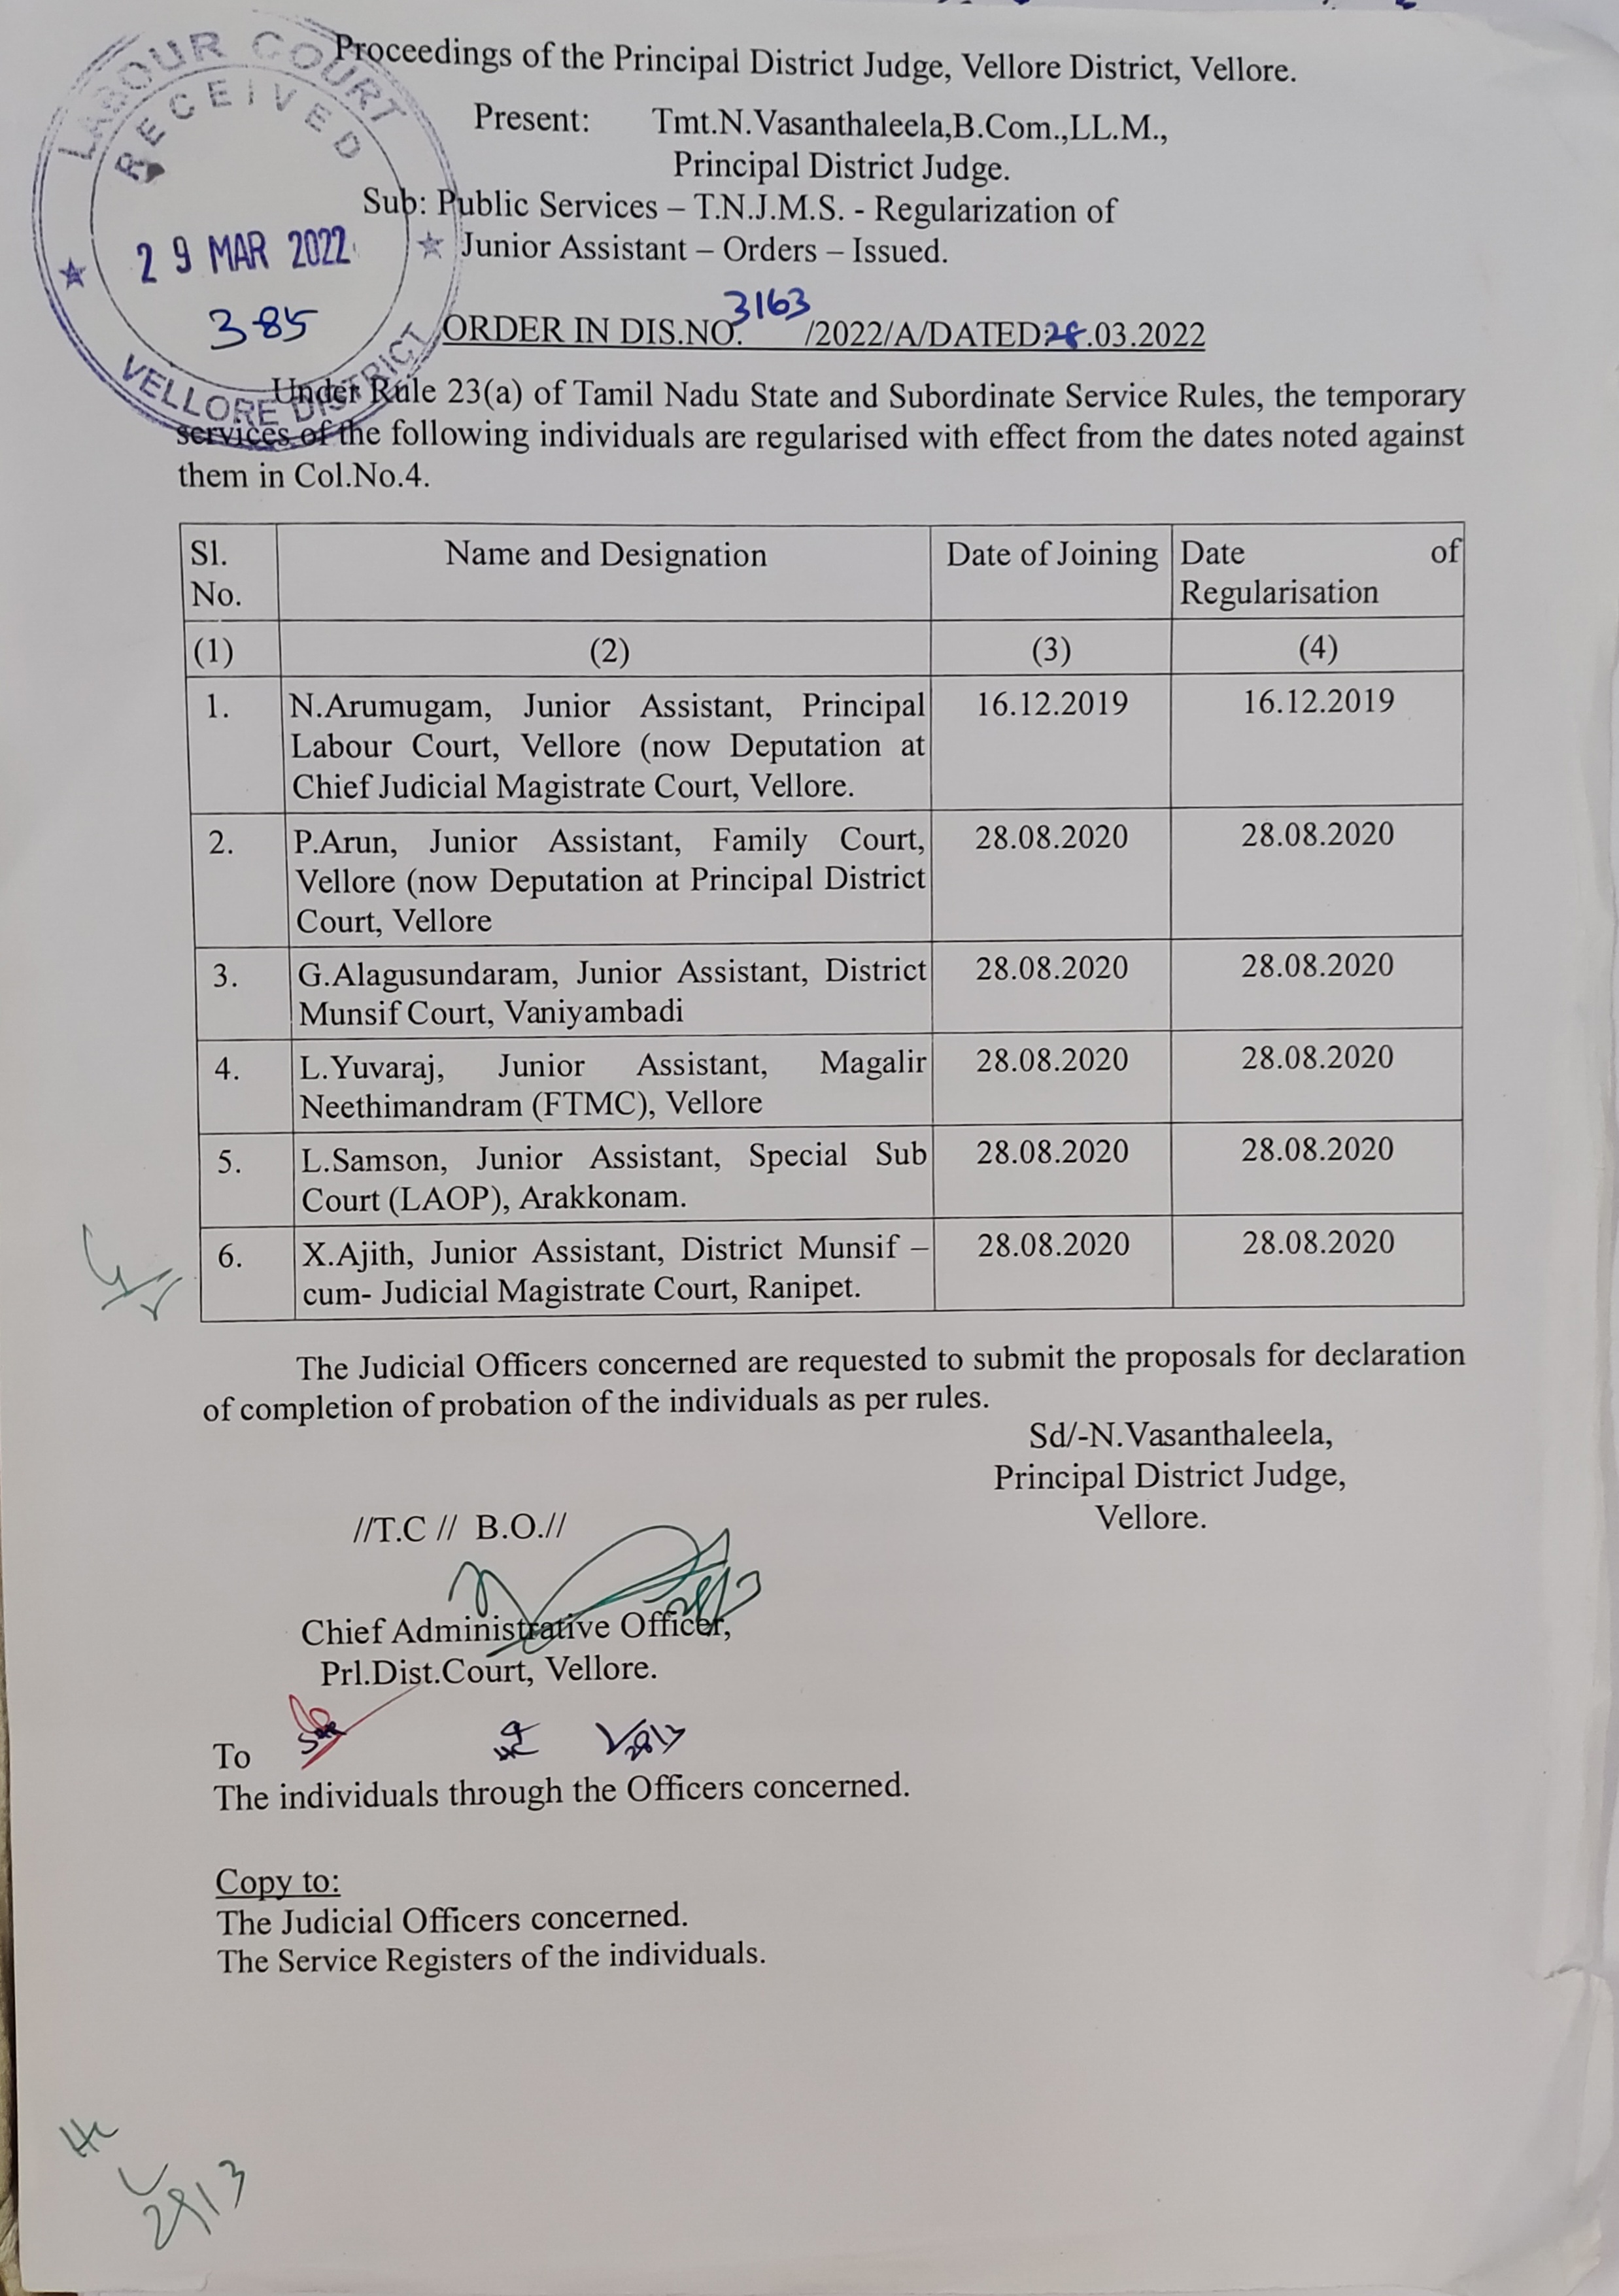 LABOUR COURT
RECEIVED
29 MAR 2022
385
VELLORE DISTRICT
Proceedings of the Principal District Judge, Vellore District, Vellore.
Present: Tmt.N.Vasanthaleela,B.Com.,LL.M.,
Principal District Judge.
Sub: Public Services – T.N.J.M.S. - Regularization of
Junior Assistant – Orders – Issued.
ORDER IN DIS.NO. 3163 /2022/A/DATED:28.03.2022
Under Rule 23(a) of Tamil Nadu State and Subordinate Service Rules, the temporary
services of the following individuals are regularised with effect from the dates noted against
them in Col.No.4.
Sl. Name and Designation Date of Joining Date of
No. Regularisation
(1) (2) (3) (4)
1. N.Arumugam, Junior Assistant, Principal 16.12.2019 16.12.2019
Labour Court, Vellore (now Deputation at
Chief Judicial Magistrate Court, Vellore.
2. P.Arun, Junior Assistant, Family Court, 28.08.2020 28.08.2020
Vellore (now Deputation at Principal District
Court, Vellore
3. G.Alagusundaram, Junior Assistant, District 28.08.2020 28.08.2020
Munsif Court, Vaniyambadi
4. L.Yuvaraj, Junior Assistant, Magalir 28.08.2020 28.08.2020
Neethimandram (FTMC), Vellore
5. L.Samson, Junior Assistant, Special Sub 28.08.2020 28.08.2020
Court (LAOP), Arakkonam.
6. X.Ajith, Junior Assistant, District Munsif – 28.08.2020 28.08.2020
cum- Judicial Magistrate Court, Ranipet.
The Judicial Officers concerned are requested to submit the proposals for declaration
of completion of probation of the individuals as per rules.
Sd/-N.Vasanthaleela,
Principal District Judge,
Vellore.
//T.C // B.O.//
28/3
Chief Administrative Officer,
Prl.Dist.Court, Vellore.
To
The individuals through the Officers concerned.
Copy to:
The Judicial Officers concerned.
The Service Registers of the individuals.
Hc
29/3